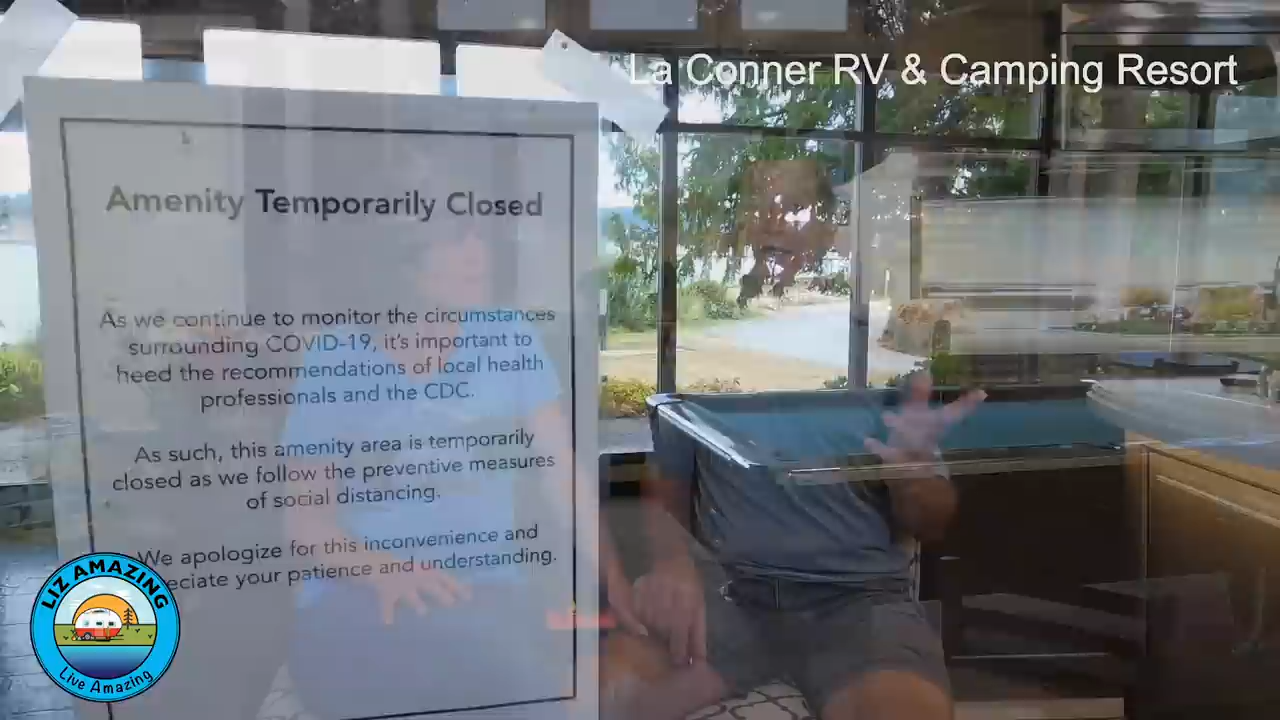 La Conner RV & Camping Resort
Amenity Temporarily Closed
As we continue to monitor the circumstances
surrounding COVID-19, it's important to
heed the recommendations of local health
professionals and the CDC.
As such, this amenity area is temporarily
closed as we follow the preventive measures
of social distancing.
We apologize for this inconvenience and
your patience and understanding.
LIZ AMAZING
Live Amazing